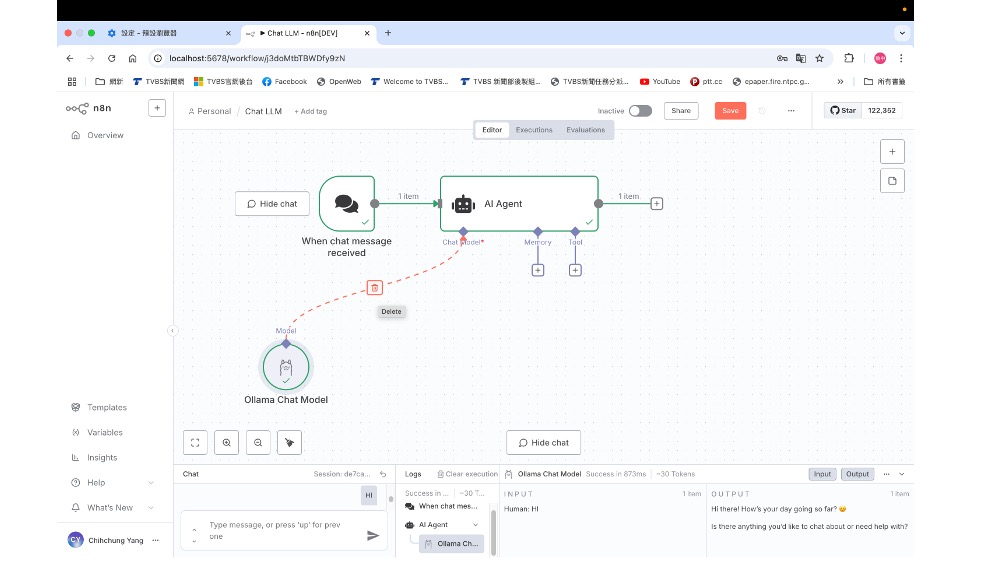 設定 - 預設瀏覽器
▶ Chat LLM - n8n[DEV]
localhost:5678/workflow/j3doMtbTBWDfy9zN
網新
TVBS新聞網
TVBS官網後台
Facebook
OpenWeb
Welcome to TVBS...
TVBS 新聞部後製組...
TVBS新聞任務分派...
YouTube
ptt.cc
epaper.fire.ntpc.g...
所有書籤
n8n
Personal / Chat LLM + Add tag
Inactive
Share
Save
Star 122,362
Editor
Executions
Evaluations
Overview
Hide chat
1 item
AI Agent
1 item
When chat message
received
Chat Model*
Memory
Tool
Delete
Model
Ollama Chat Model
Templates
Variables
Insights
Help
What's New
CY Chihchung Yang
Hide chat
Chat
Session: de7ca...
HI
Type message, or press 'up' for prev
one
Logs
Clear execution
Success in ... ~30 T...
When chat mes...
AI Agent
Ollama Ch...
Ollama Chat Model Success in 873ms ~30 Tokens
Input
Output
INPUT
1 item
Human: HI
OUTPUT
1 item
Hi there! How's your day going so far? 😊
Is there anything you'd like to chat about or need help with?